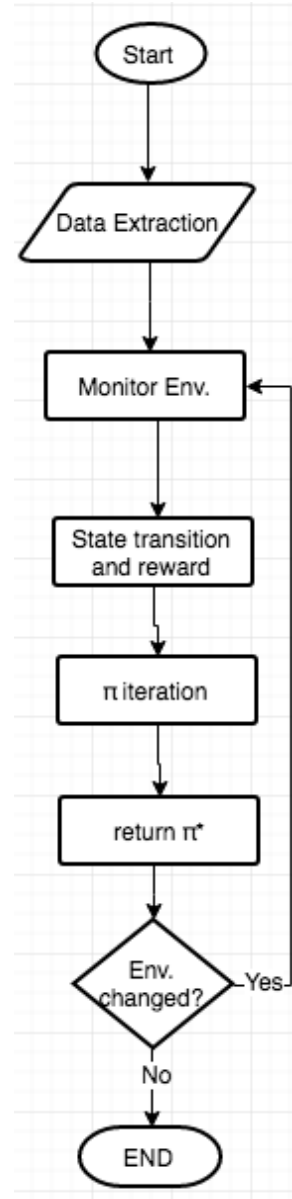 Start
Data Extraction
Monitor Env.
State transition
and reward
π iteration
return π*
Env.
changed?
Yes
No
END